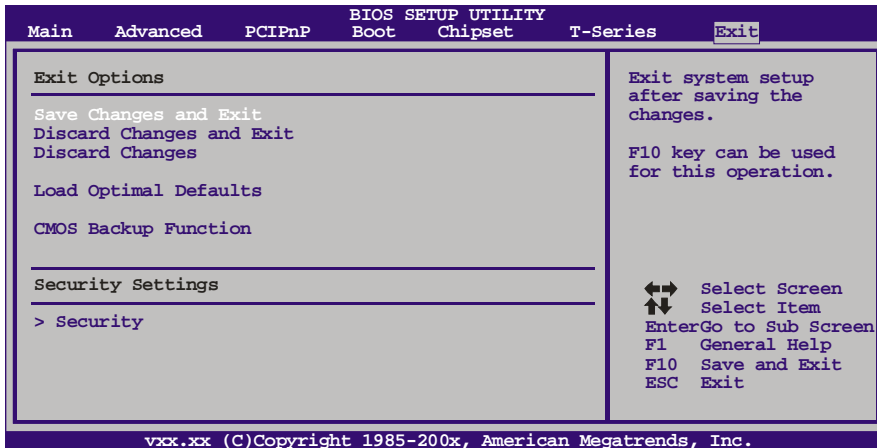 BIOS SETUP UTILITY
Main Advanced PCIPnP Boot Chipset T-Series Exit
Exit Options
Save Changes and Exit
Discard Changes and Exit
Discard Changes
Load Optimal Defaults
CMOS Backup Function
Security Settings
> Security
Exit system setup
after saving the
changes.
F10 key can be used
for this operation.
Select Screen
Select Item
EnterGo to Sub Screen
F1 General Help
F10 Save and Exit
ESC Exit
vxx.xx (C)Copyright 1985-200x, American Megatrends, Inc.